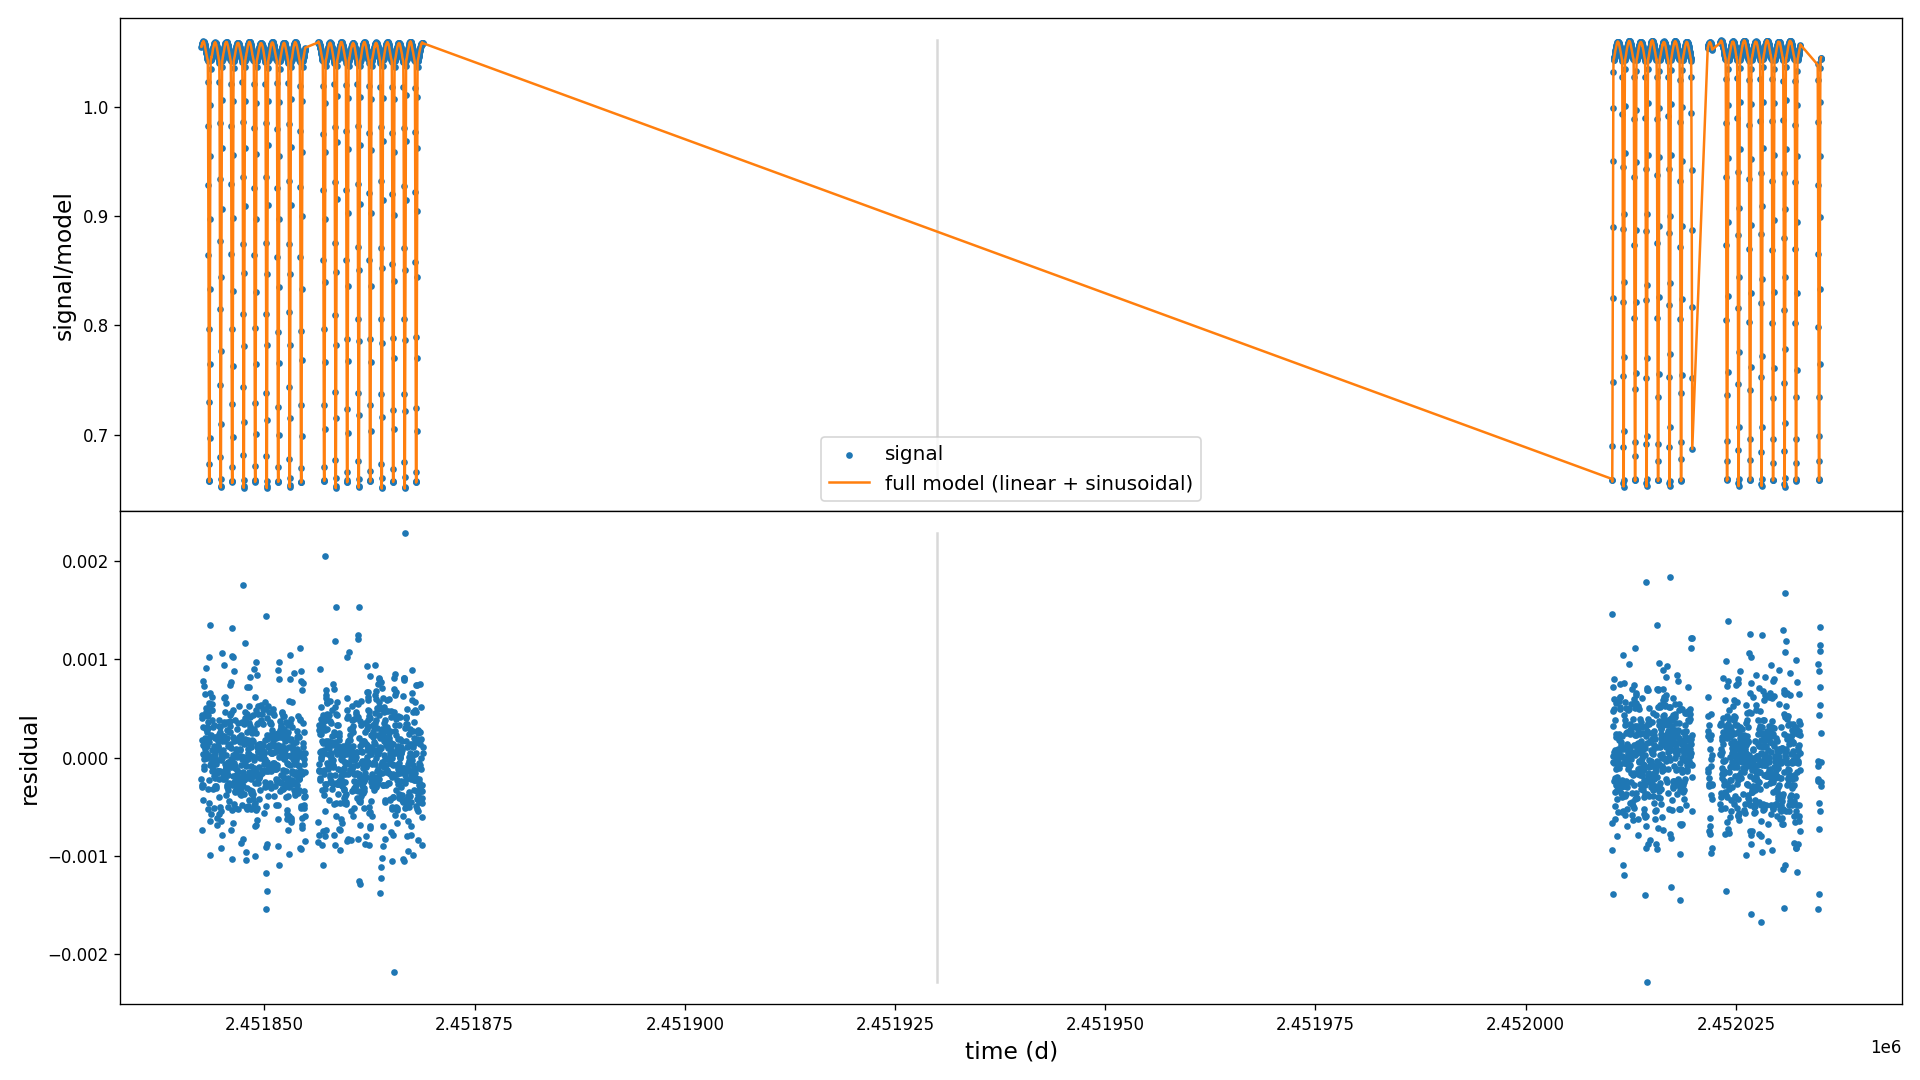 signal/model
1.0
0.9
0.8
0.7
signal
full model (linear + sinusoidal)
residual
0.002
0.001
0.000
−0.001
−0.002
2.451850
2.451875
2.451900
2.451925
2.451950
2.451975
2.452000
2.452025
1e6
time (d)